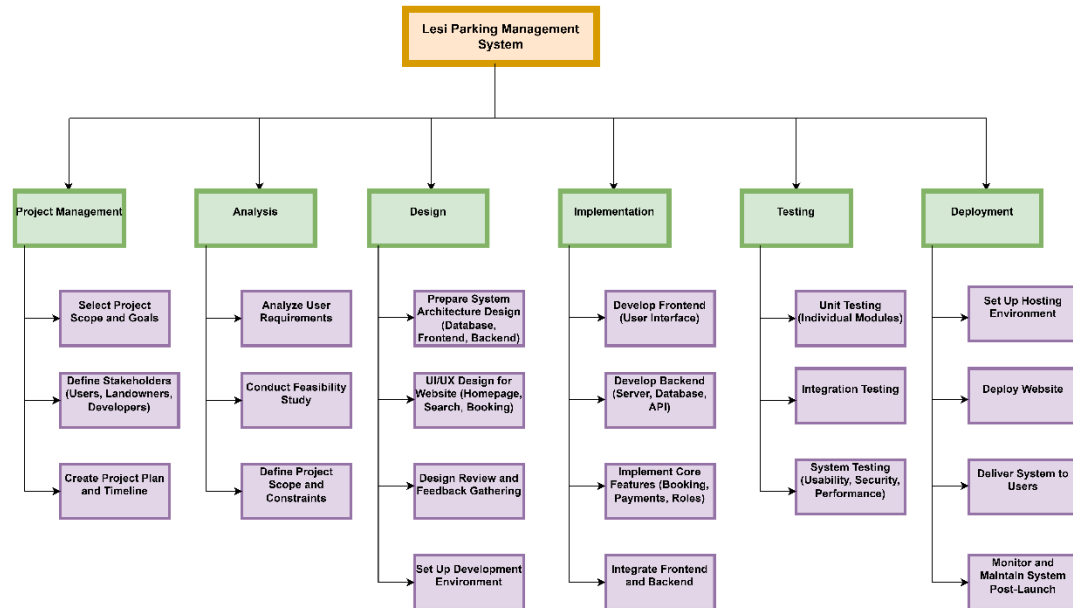 Lesi Parking Management
System
Project Management
Analysis
Design
Implementation
Testing
Deployment
Select Project
Scope and Goals
Define Stakeholders
(Users, Landowners,
Developers)
Create Project Plan
and Timeline
Analyze User
Requirements
Conduct Feasibility
Study
Define Project
Scope and
Constraints
Prepare System
Architecture Design
(Database,
Frontend, Backend)
UI/UX Design for
Website (Homepage,
Search, Booking)
Design Review and
Feedback Gathering
Set Up Development
Environment
Develop Frontend
(User Interface)
Develop Backend
(Server, Database,
API)
Implement Core
Features (Booking,
Payments, Roles)
Integrate Frontend
and Backend
Unit Testing
(Individual Modules)
Integration Testing
System Testing
(Usability, Security,
Performance)
Set Up Hosting
Environment
Deploy Website
Deliver System to
Users
Monitor and
Maintain System
Post-Launch